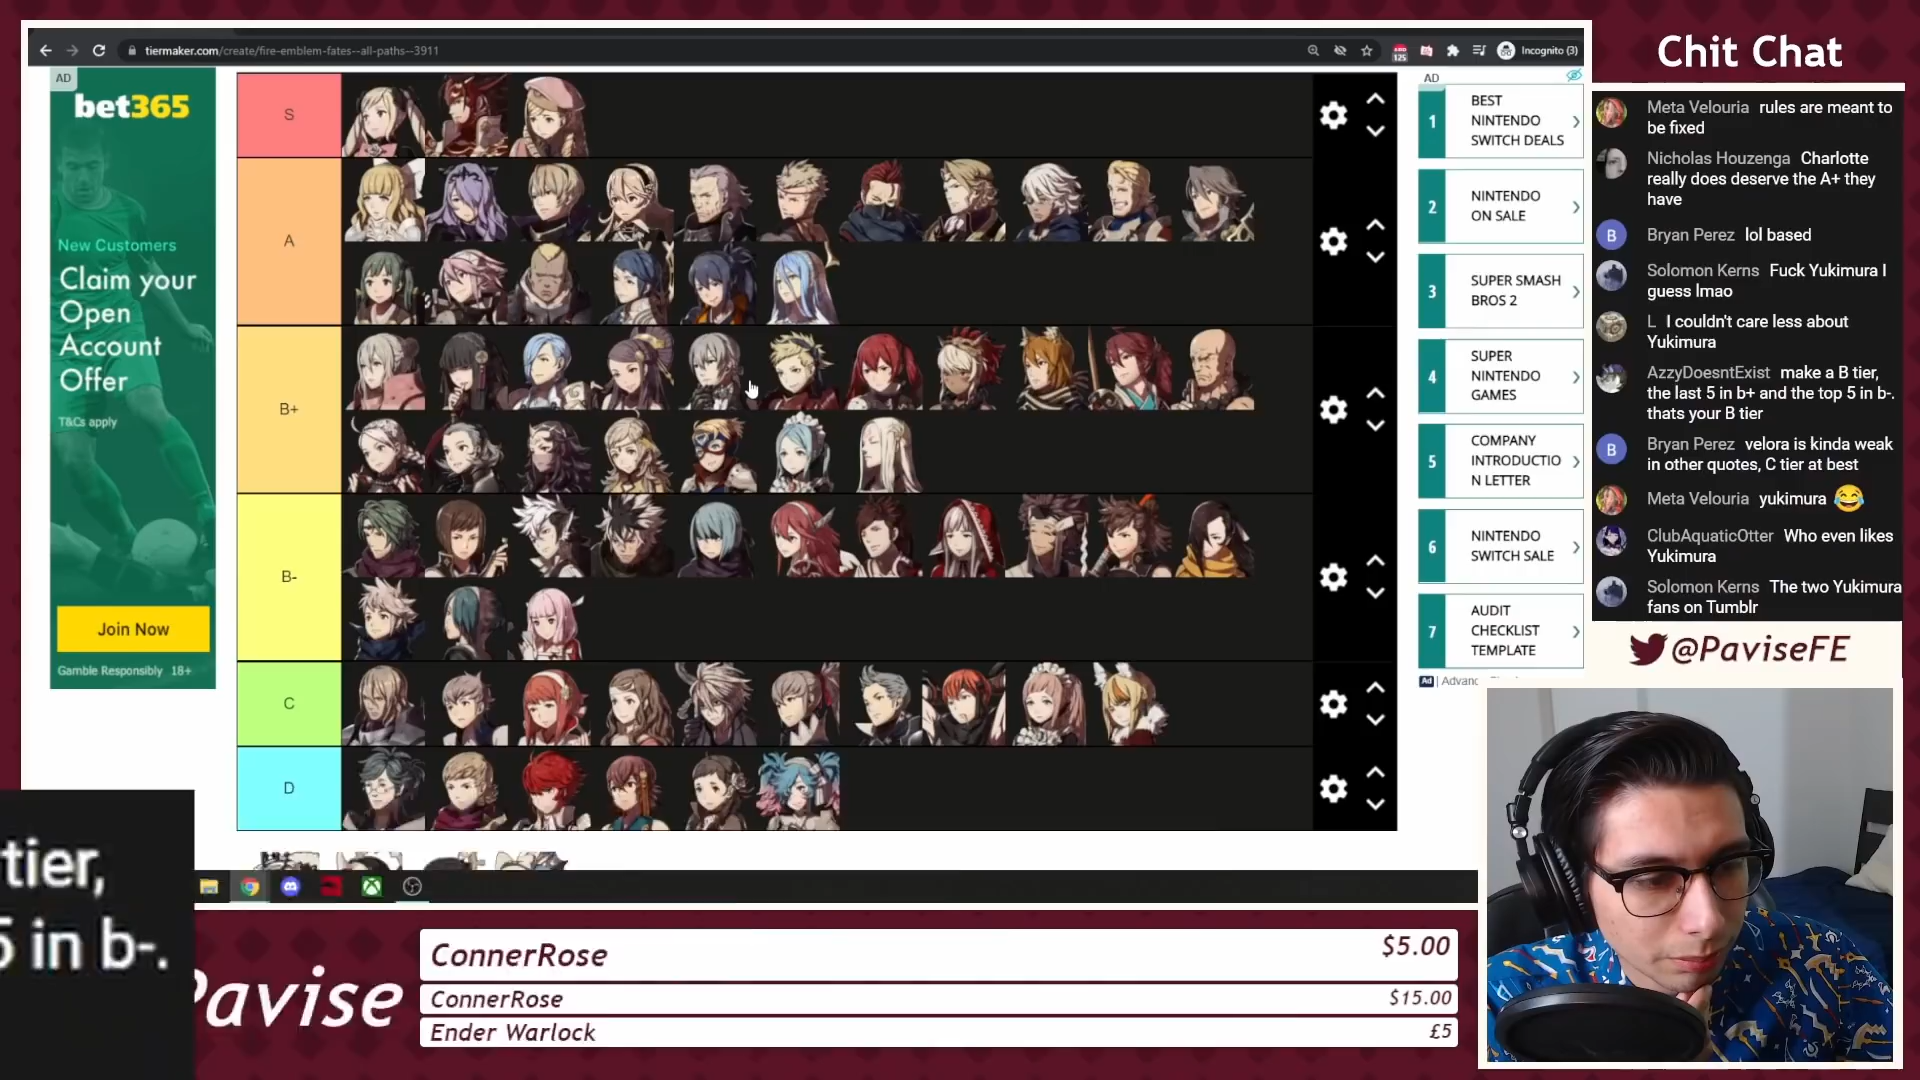 tiermaker.com/create/fire-emblem-fates--all-paths--3911
Incognito (3)
AD
bet365
New Customers
Claim your
Open
Account
Offer
T&Cs apply
Join Now
Gamble Responsibly 18+
S
A
B+
B-
C
D
AD
1
BEST
NINTENDO
SWITCH DEALS
2
NINTENDO
ON SALE
3
SUPER SMASH
BROS 2
4
SUPER
NINTENDO
GAMES
5
COMPANY
INTRODUCTIO
N LETTER
6
NINTENDO
SWITCH SALE
7
AUDIT
CHECKLIST
TEMPLATE
Ad
Chit Chat
Meta Velouria rules are meant to
be fixed
Nicholas Houzenga Charlotte
really does deserve the A+ they
have
B Bryan Perez lol based
Solomon Kerns Fuck Yukimura I
guess lmao
L I couldn't care less about
Yukimura
AzzyDoesntExist make a B tier,
the last 5 in b+ and the top 5 in b-.
thats your B tier
B Bryan Perez velora is kinda weak
in other quotes, C tier at best
Meta Velouria yukimura 😂
ClubAquaticOtter Who even likes
Yukimura
Solomon Kerns The two Yukimura
fans on Tumblr
@PaviseFE
tier,
5 in b-.
Pavise
ConnerRose $5.00
ConnerRose $15.00
Ender Warlock £5